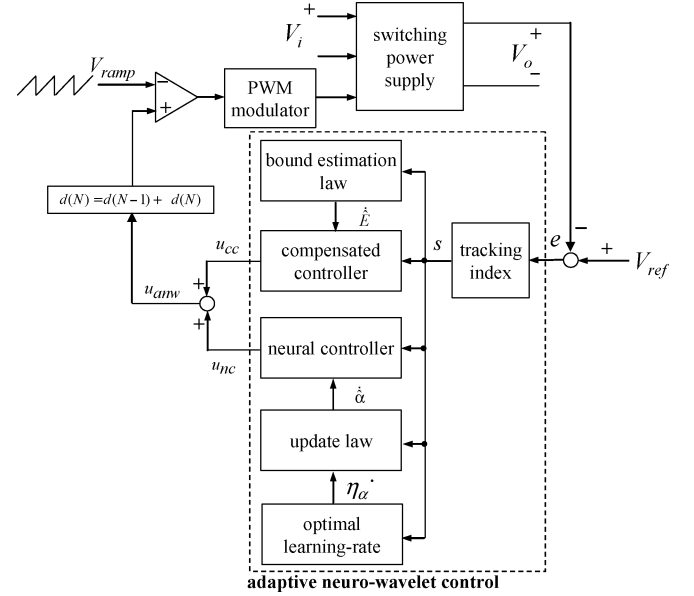 +
V_i
switching
power
supply
+
V_o
−
V_ramp
−
+
PWM
modulator
bound estimation
law
d(N) =d(N−1) + d(N)
Ė̂
u_cc
compensated
controller
s
tracking
index
e
−
+
V_ref
+
u_anw
+
neural controller
u_nc
α̂̇
update law
η_α·
optimal
learning-rate
adaptive neuro-wavelet control